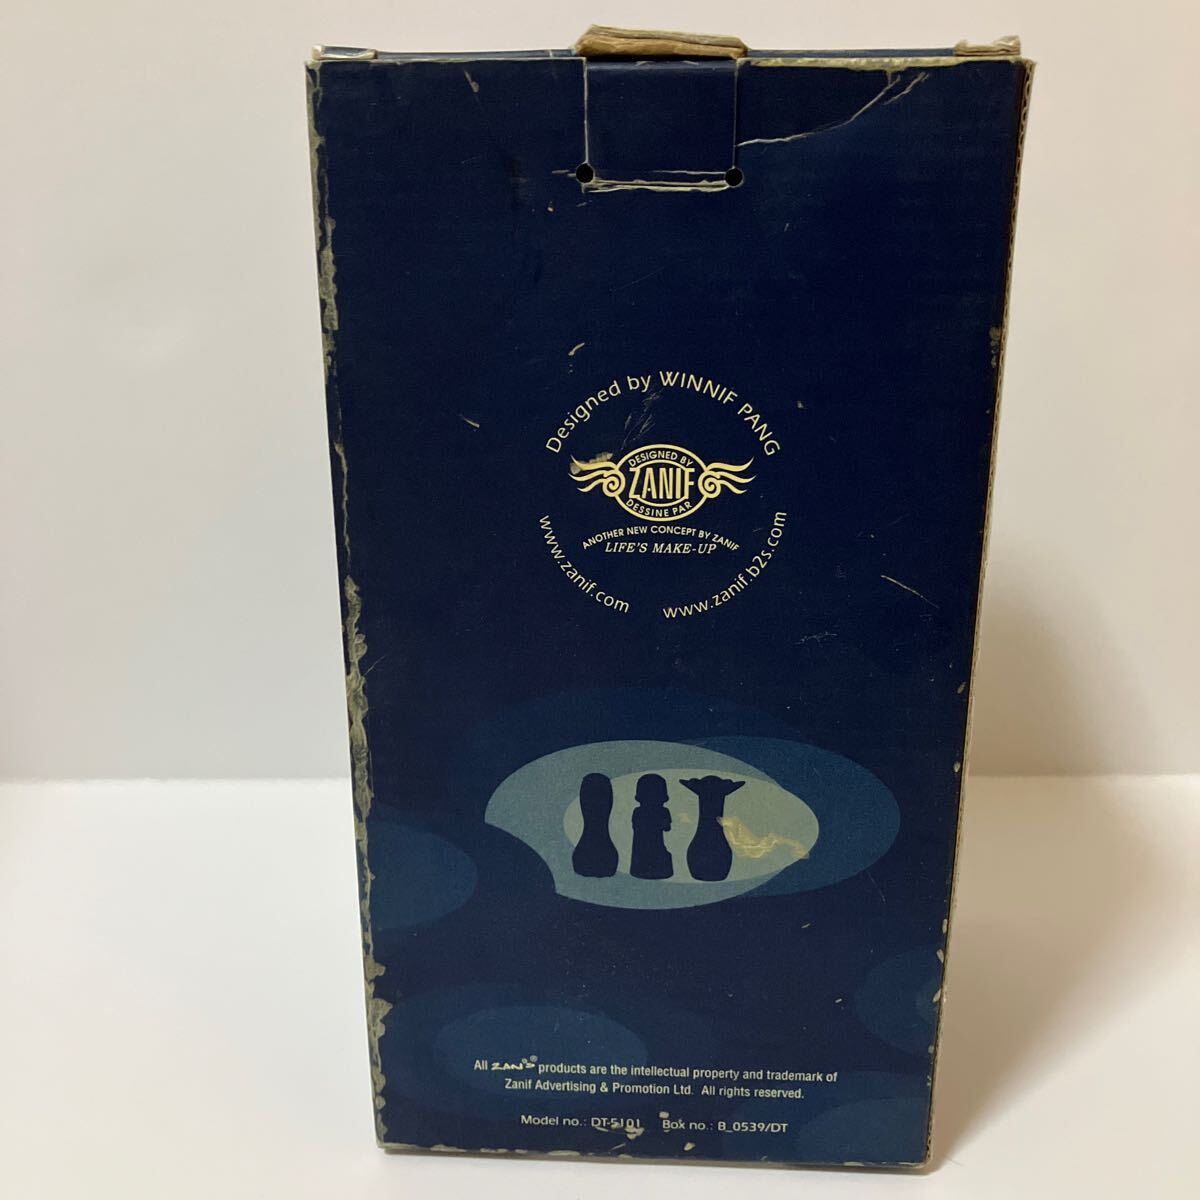 Designed by WINNIF PANG
DESIGNED BY
ZANIF
DESSINE PAR
ANOTHER NEW CONCEPT BY ZANIF
LIFE'S MAKE-UP
www.zanif.com
www.zanif.b2s.com
All ZAN'S® products are the intellectual property and trademark of
Zanif Advertising & Promotion Ltd. All rights reserved.
Model no.: DT-5101 Box no.: B_0539/DT